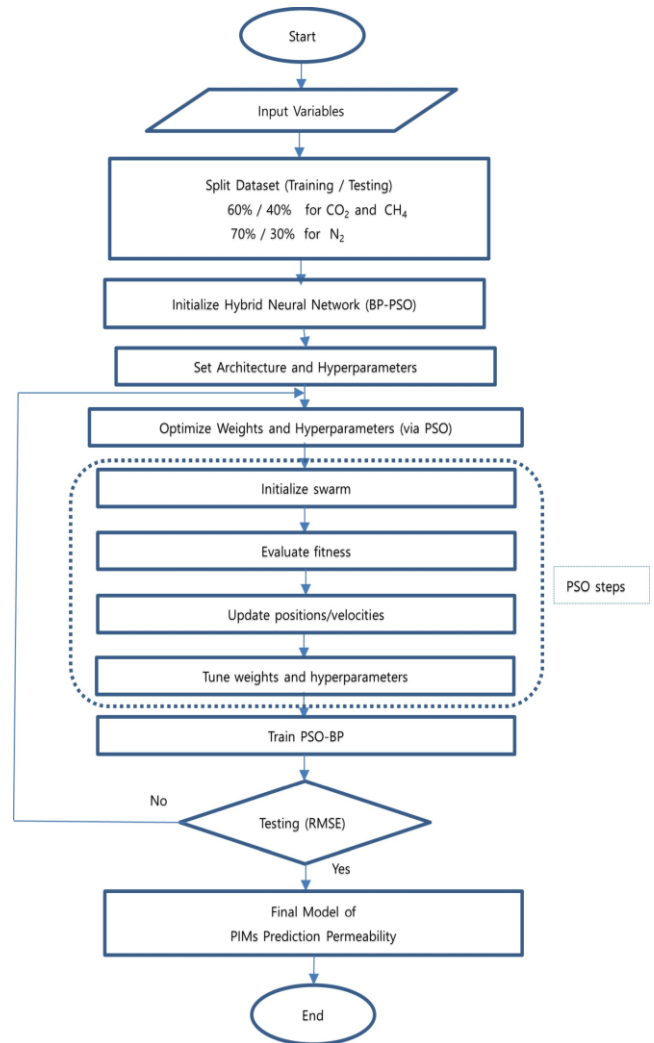 Start
Input Variables
Split Dataset (Training / Testing)
60% / 40% for CO₂ and CH₄
70% / 30% for N₂
Initialize Hybrid Neural Network (BP-PSO)
Set Architecture and Hyperparameters
Optimize Weights and Hyperparameters (via PSO)
Initialize swarm
Evaluate fitness
PSO steps
Update positions/velocities
Tune weights and hyperparameters
Train PSO-BP
No
Testing (RMSE)
Yes
Final Model of
PIMs Prediction Permeability
End